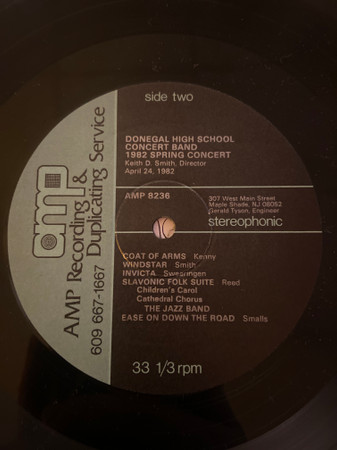 side two
DONEGAL HIGH SCHOOL
CONCERT BAND
1982 SPRING CONCERT
Keith D. Smith, Director
April 24, 1982
AMP 8236
307 West Main Street
Maple Shade, NJ 08052
Gerald Tyson, Engineer
stereophonic
COAT OF ARMS Kenny
WINDSTAR Smith
INVICTA Swearingen
SLAVONIC FOLK SUITE Reed
Children's Carol
Cathedral Chorus
THE JAZZ BAND
EASE ON DOWN THE ROAD Smalls
33 1/3 rpm
amp
AMP Recording &
Duplicating Service
609 667-1667